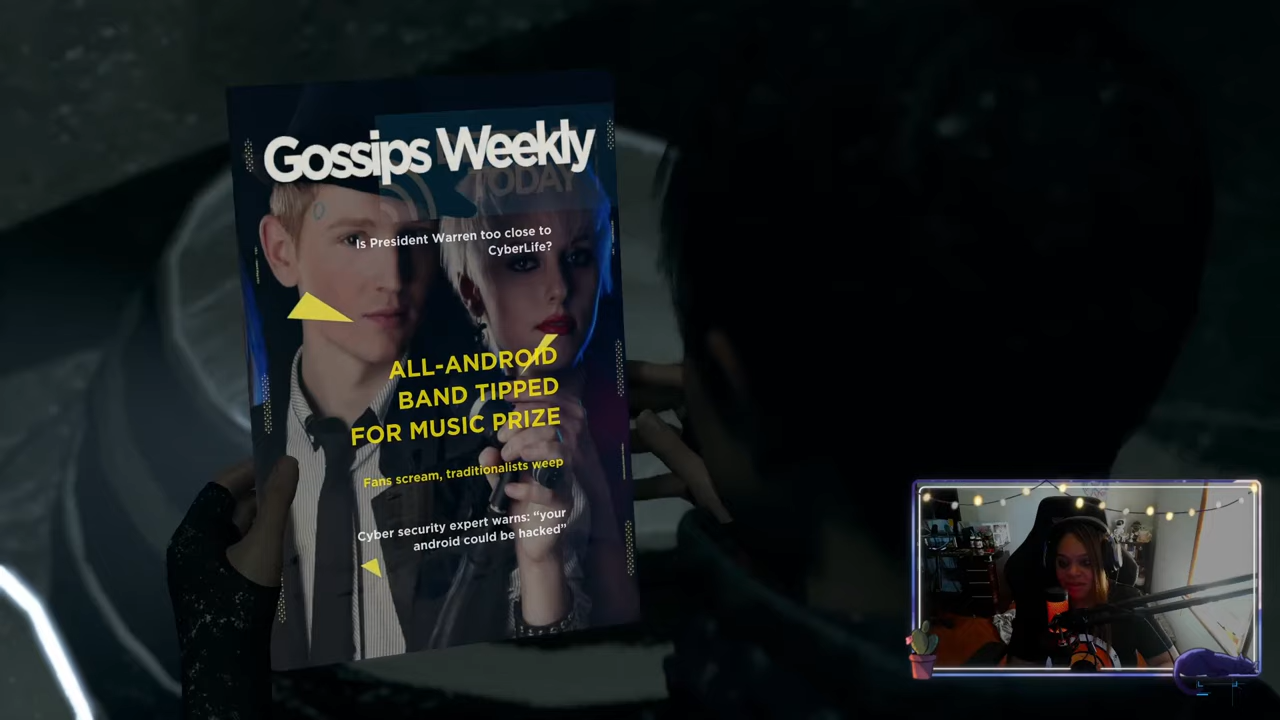 Gossips Weekly
TODAY
Is President Warren too close to
CyberLife?
ALL-ANDROID
BAND TIPPED
FOR MUSIC PRIZE
Fans scream, traditionalists weep
Cyber security expert warns: “your
android could be hacked”